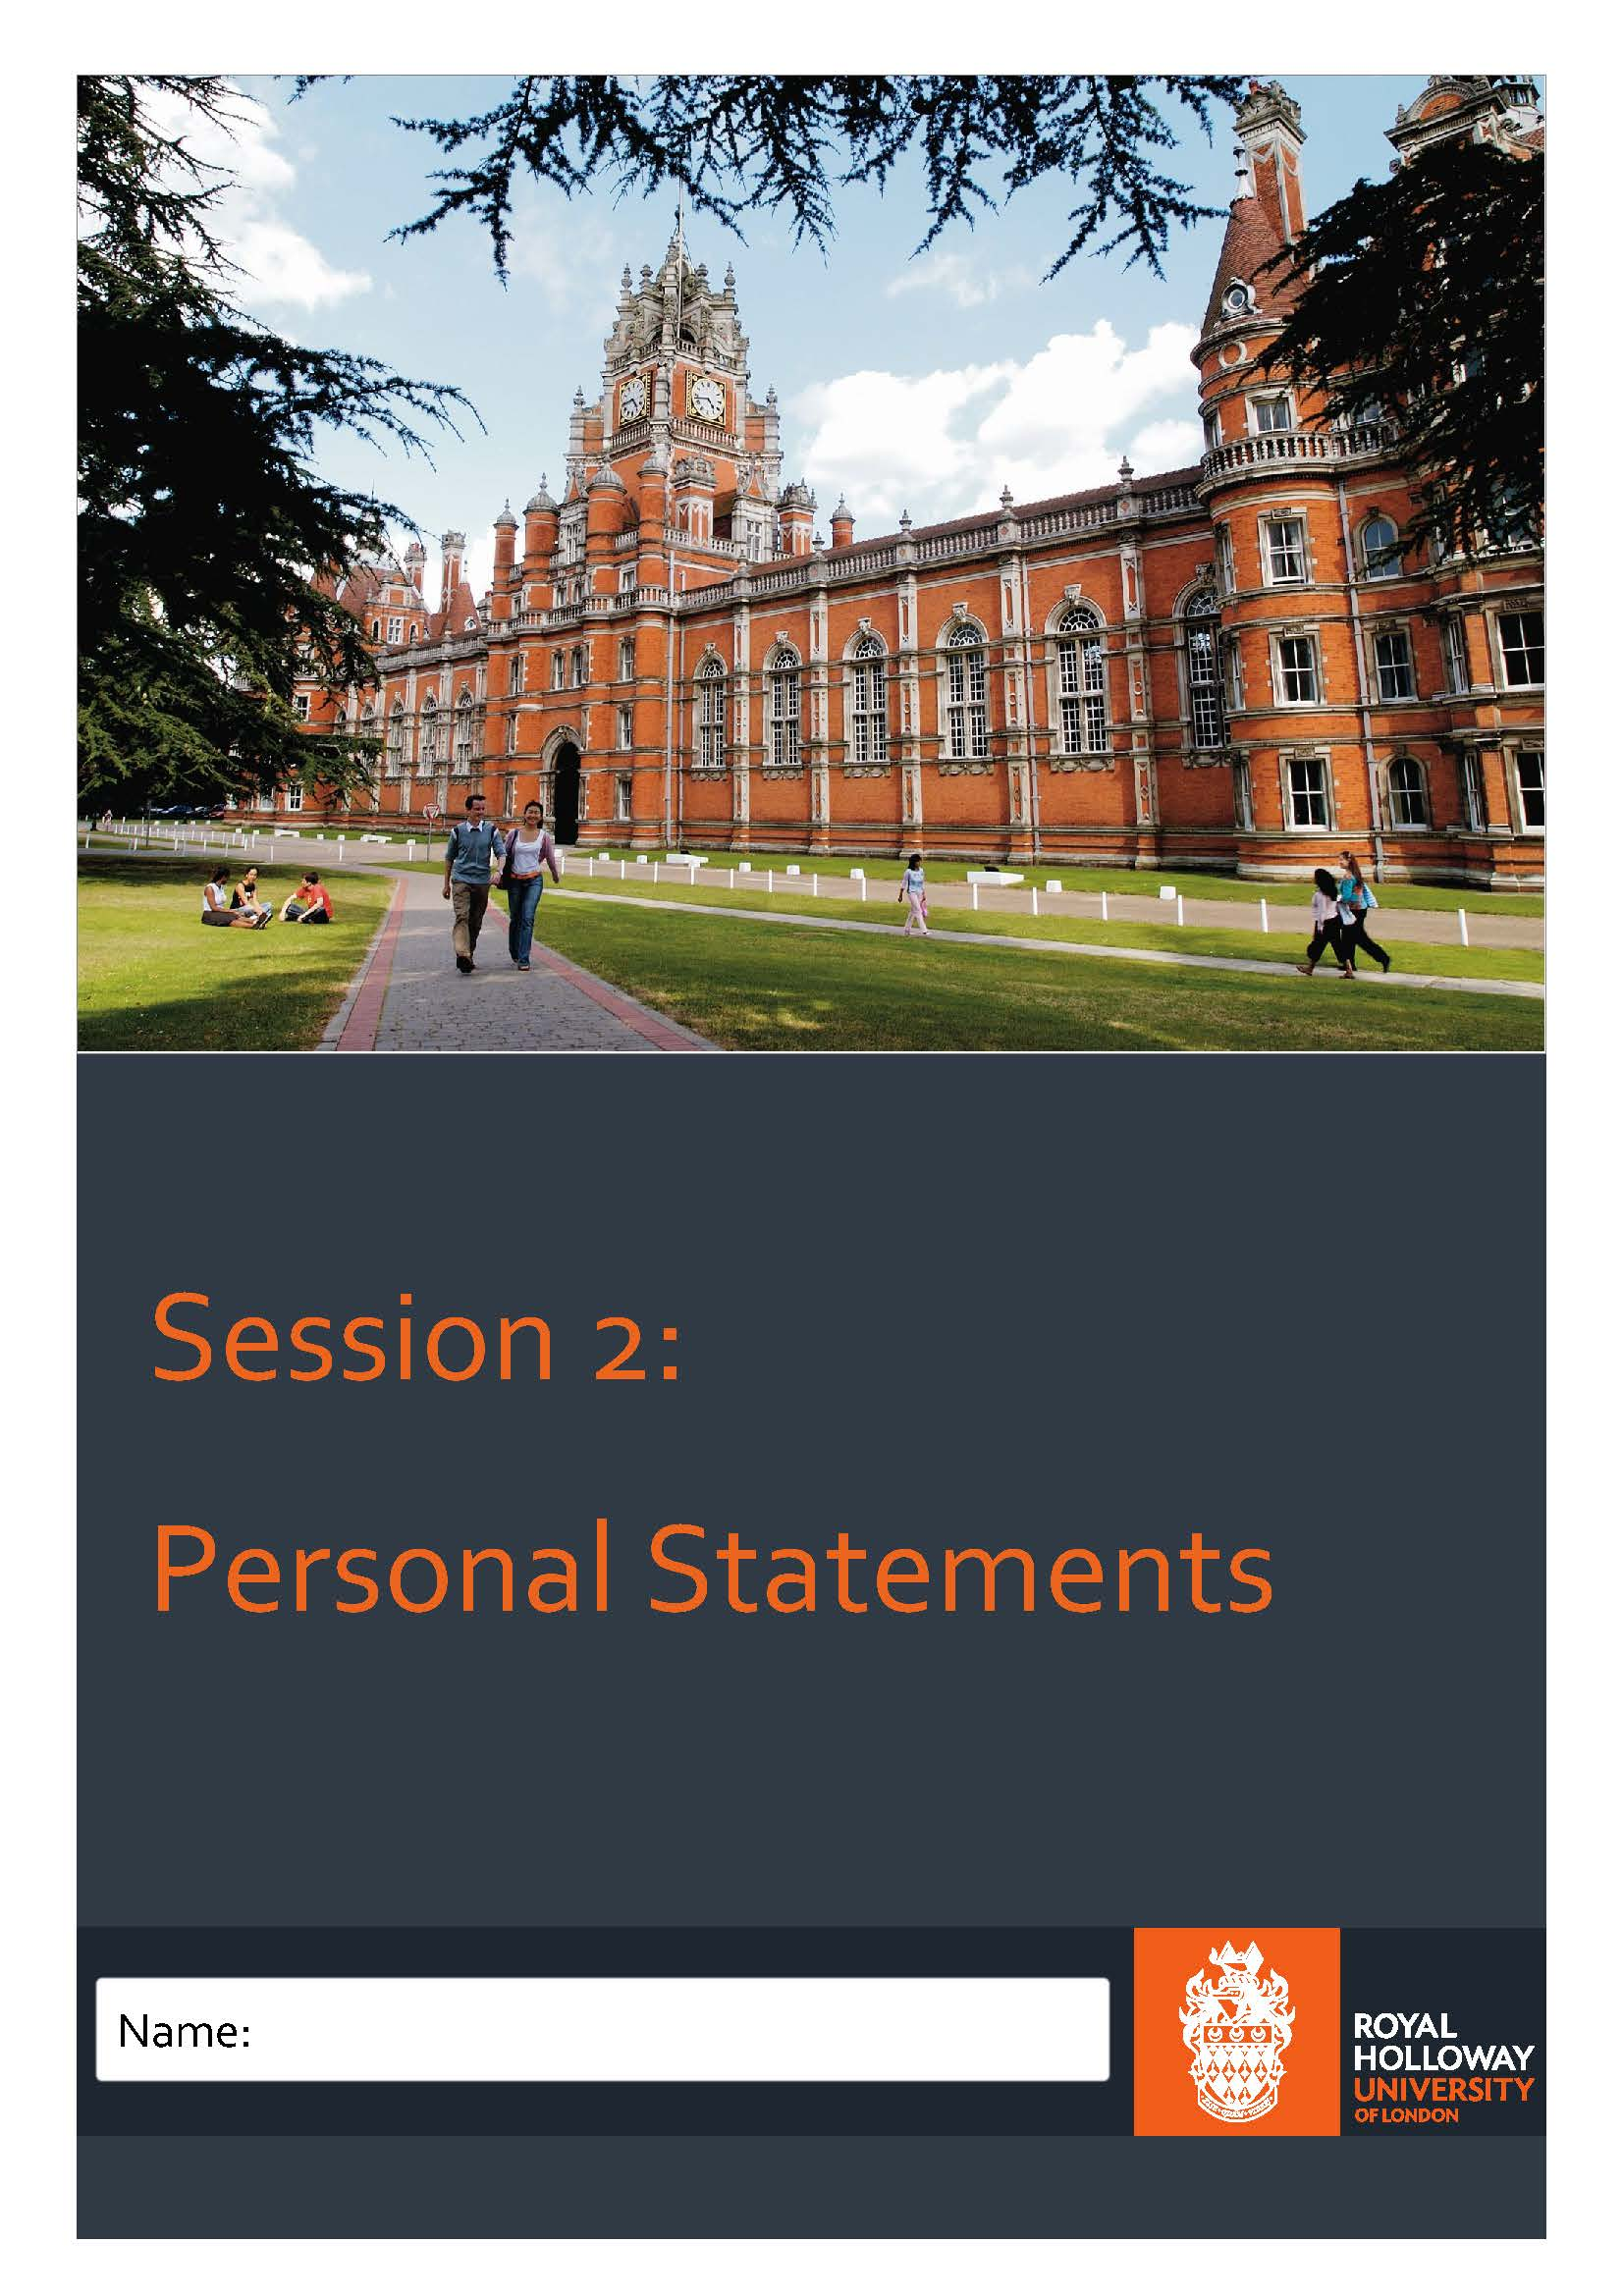 Session 2:
Personal Statements
Name:
ROYAL
HOLLOWAY
UNIVERSITY
OF LONDON